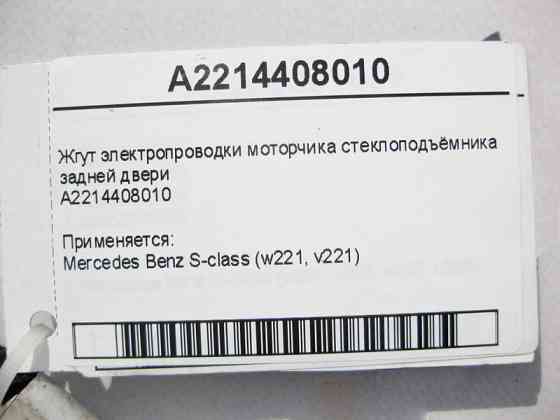 A2214408010
Жгут электропроводки моторчика стеклоподъёмника
задней двери
A2214408010
Применяется:
Mercedes Benz S-class (w221, v221)